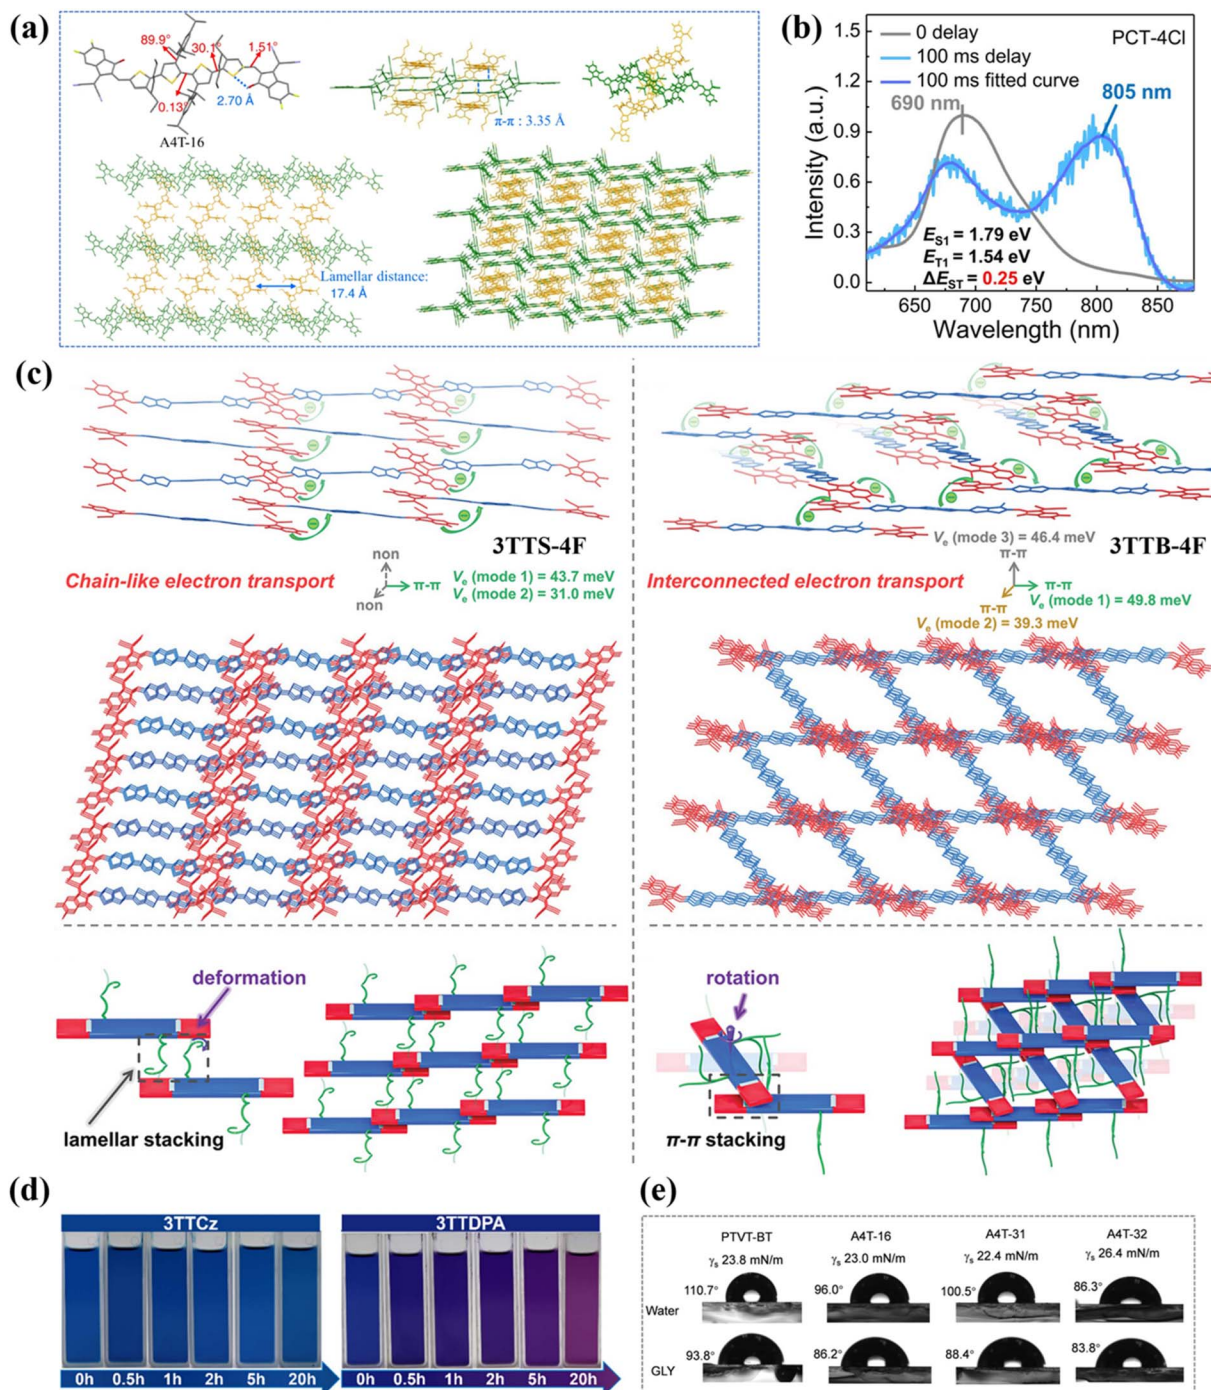 (a)
89.9°
30.1°
1.51°
0.13°
2.70 Å
A4T-16
π-π : 3.35 Å
Lamellar distance:
17.4 Å
(b)
0 delay
100 ms delay
100 ms fitted curve
PCT-4Cl
690 nm
805 nm
E_S1 = 1.79 eV
E_T1 = 1.54 eV
ΔE_ST = 0.25 eV
Intensity (a.u.)
1.5
1.2
0.9
0.6
0.3
0.0
650 700 750 800 850
Wavelength (nm)
(c)
3TTS-4F
Chain-like electron transport
non
π-π
non
V_e (mode 1) = 43.7 meV
V_e (mode 2) = 31.0 meV
3TTB-4F
Interconnected electron transport
V_e (mode 3) = 46.4 meV
π-π
π-π
V_e (mode 1) = 49.8 meV
π-π
V_e (mode 2) = 39.3 meV
deformation
lamellar stacking
rotation
π-π stacking
(d)
3TTCz
0h 0.5h 1h 2h 5h 20h
3TTDPA
0h 0.5h 1h 2h 5h 20h
(e)
PTVT-BT A4T-16 A4T-31 A4T-32
γ_s 23.8 mN/m γ_s 23.0 mN/m γ_s 22.4 mN/m γ_s 26.4 mN/m
110.7° 96.0° 100.5° 86.3°
Water
93.8° 86.2° 88.4° 83.8°
GLY